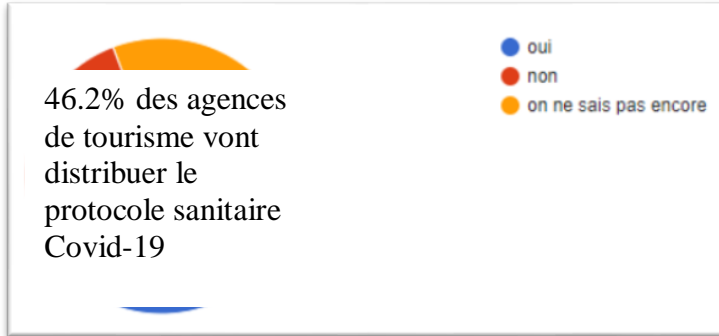 46.2% des agences
de tourisme vont
distribuer le
protocole sanitaire
Covid-19
oui
non
on ne sais pas encore